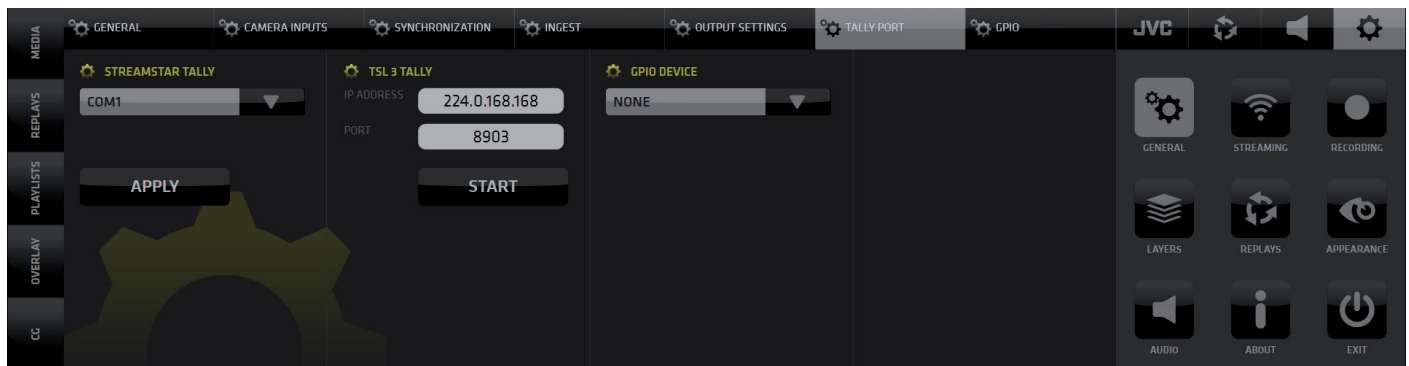 GENERAL
CAMERA INPUTS
SYNCHRONIZATION
INGEST
OUTPUT SETTINGS
TALLY PORT
GPIO
JVC
MEDIA
REPLAYS
PLAYLISTS
OVERLAY
CG
STREAMSTAR TALLY
COM1
APPLY
TSL 3 TALLY
IP ADDRESS 224.0.168.168
PORT 8903
START
GPIO DEVICE
NONE
GENERAL STREAMING RECORDING
LAYERS REPLAYS APPEARANCE
AUDIO ABOUT EXIT